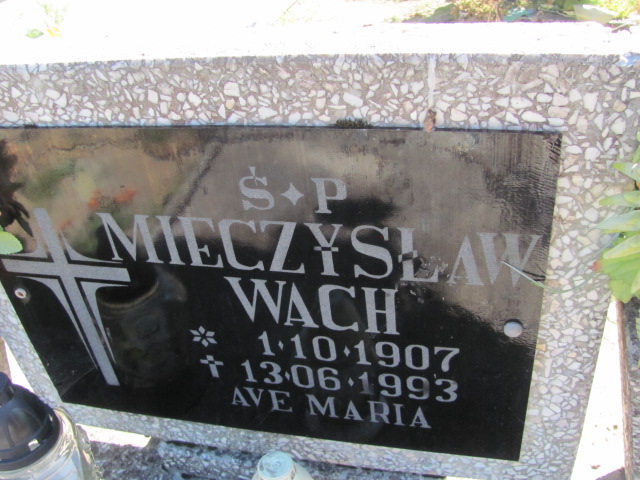 Ś P
MIECZYSŁAW
WACH
1·10·1907
13·06·1993
AVE MARIA